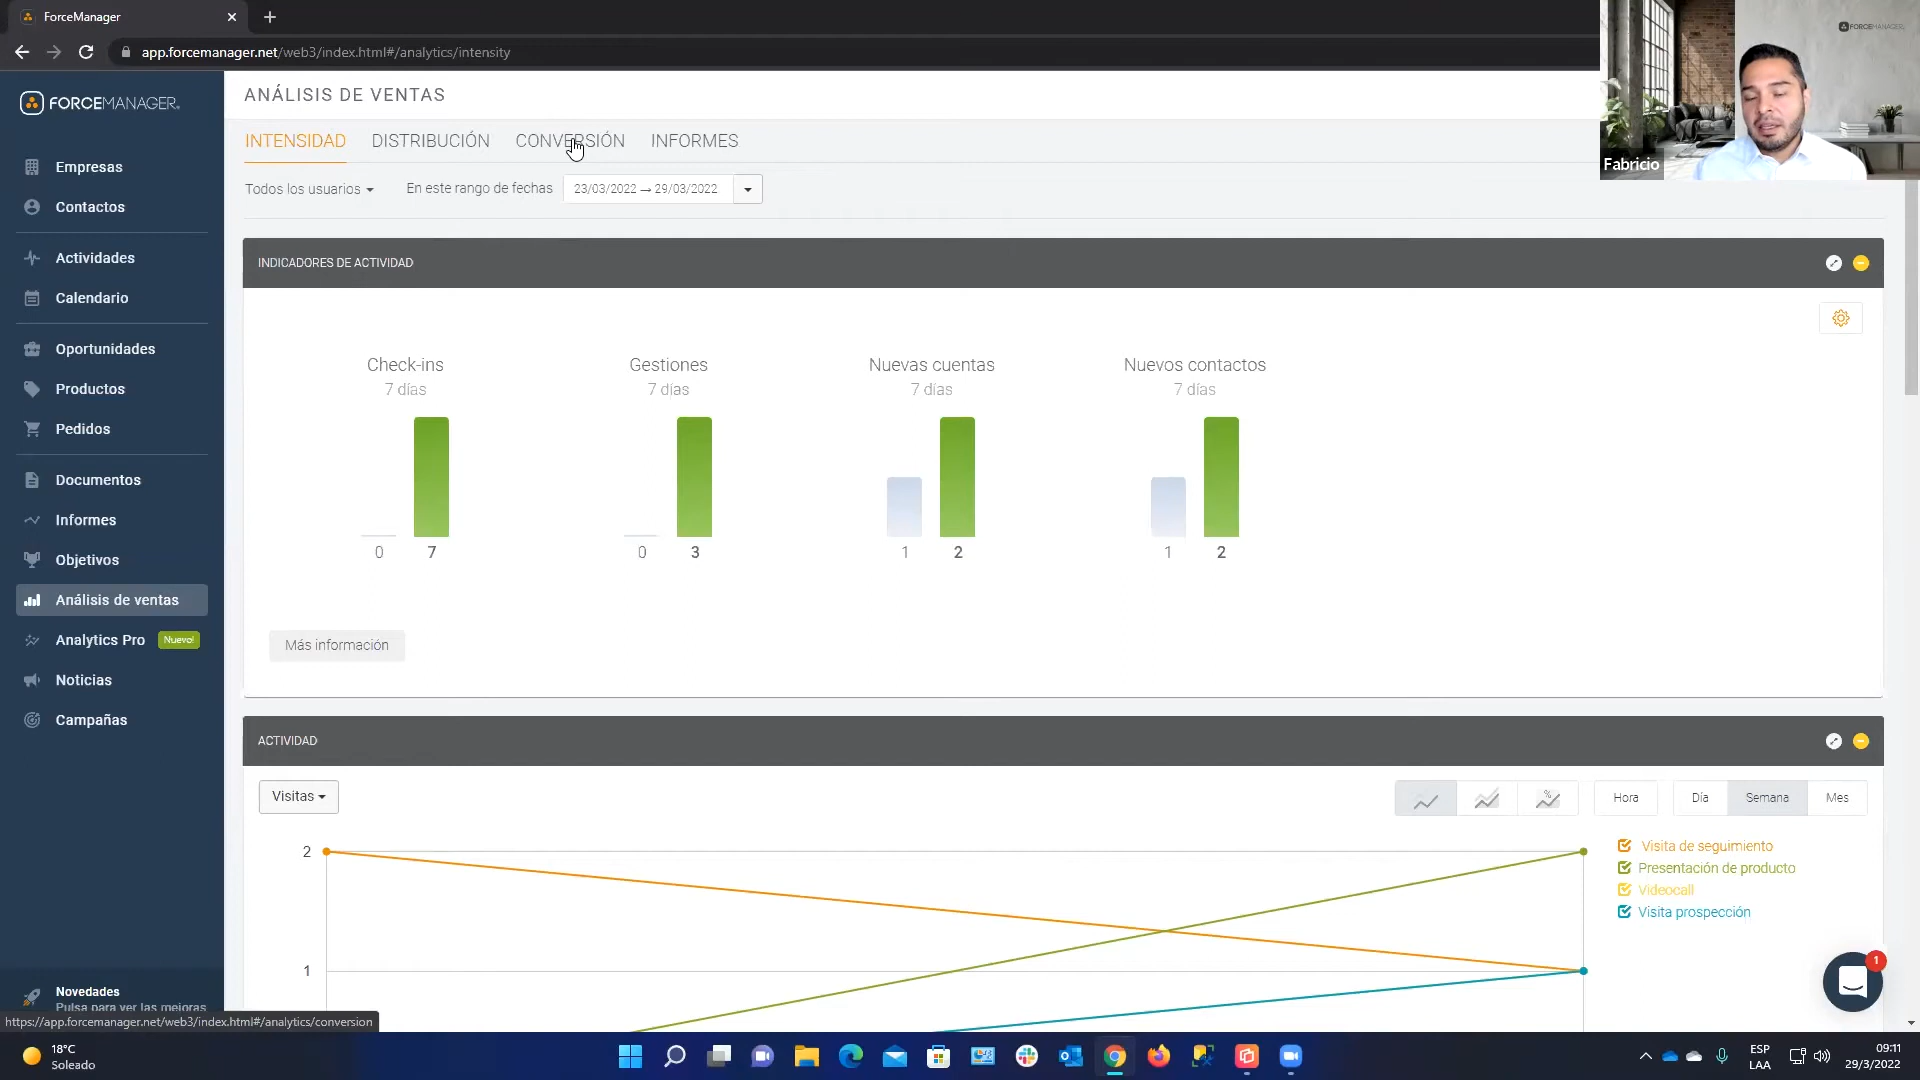 ForceManager
app.forcemanager.net/web3/index.html#/analytics/intensity
FORCEMANAGER
Fabricio
FORCEMANAGER.
Empresas
Contactos
Actividades
Calendario
Oportunidades
Productos
Pedidos
Documentos
Informes
Objetivos
Análisis de ventas
Analytics Pro Nuevo!
Noticias
Campañas
Novedades
Pulsa para ver las mejoras
https://app.forcemanager.net/web3/index.html#/analytics/conversion
ANÁLISIS DE VENTAS
INTENSIDAD DISTRIBUCIÓN CONVERSIÓN INFORMES
Todos los usuarios En este rango de fechas 23/03/2022 → 29/03/2022
INDICADORES DE ACTIVIDAD
Check-ins Gestiones Nuevas cuentas Nuevos contactos
7 días 7 días 7 días 7 días
0 7 0 3 1 2 1 2
Más información
ACTIVIDAD
Visitas Hora Día Semana Mes
2
1
Visita de seguimiento
Presentación de producto
Videocall
Visita prospección
1
18°C
Soleado
ESP
LAA
09:11
29/3/2022